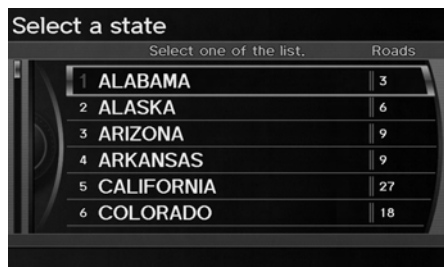 Select a state
Select one of the list. Roads
1 ALABAMA 3
2 ALASKA 6
3 ARIZONA 9
4 ARKANSAS 9
5 CALIFORNIA 27
6 COLORADO 18